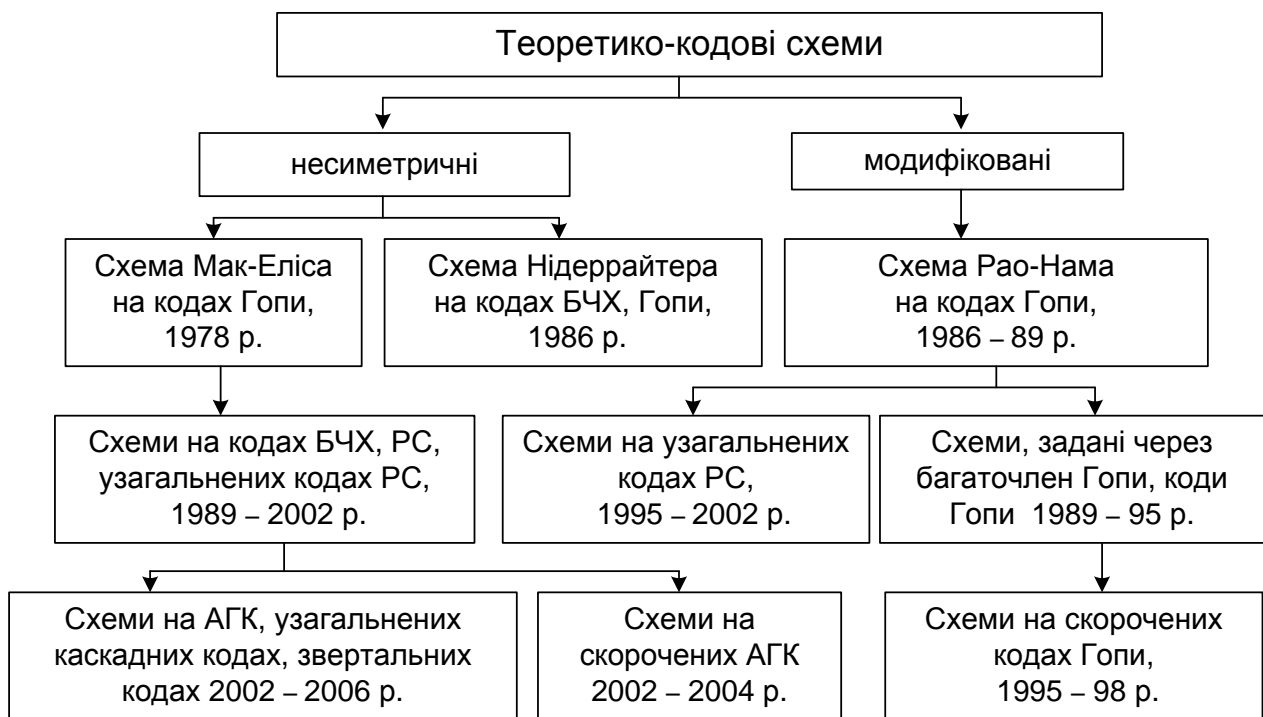 Теоретико-кодові схеми
несиметричні
модифіковані
Схема Мак-Еліса
на кодах Гопи,
1978 р.
Схема Нідеррайтера
на кодах БЧХ, Гопи,
1986 р.
Схема Рао-Нама
на кодах Гопи,
1986 – 89 р.
Схеми на кодах БЧХ, РС,
узагальнених кодах РС,
1989 – 2002 р.
Схеми на узагальнених
кодах РС,
1995 – 2002 р.
Схеми, задані через
багаточлен Гопи, коди
Гопи 1989 – 95 р.
Схеми на АГК, узагальнених
каскадних кодах, звертальних
кодах 2002 – 2006 р.
Схеми на
скорочених АГК
2002 – 2004 р.
Схеми на скорочених
кодах Гопи,
1995 – 98 р.